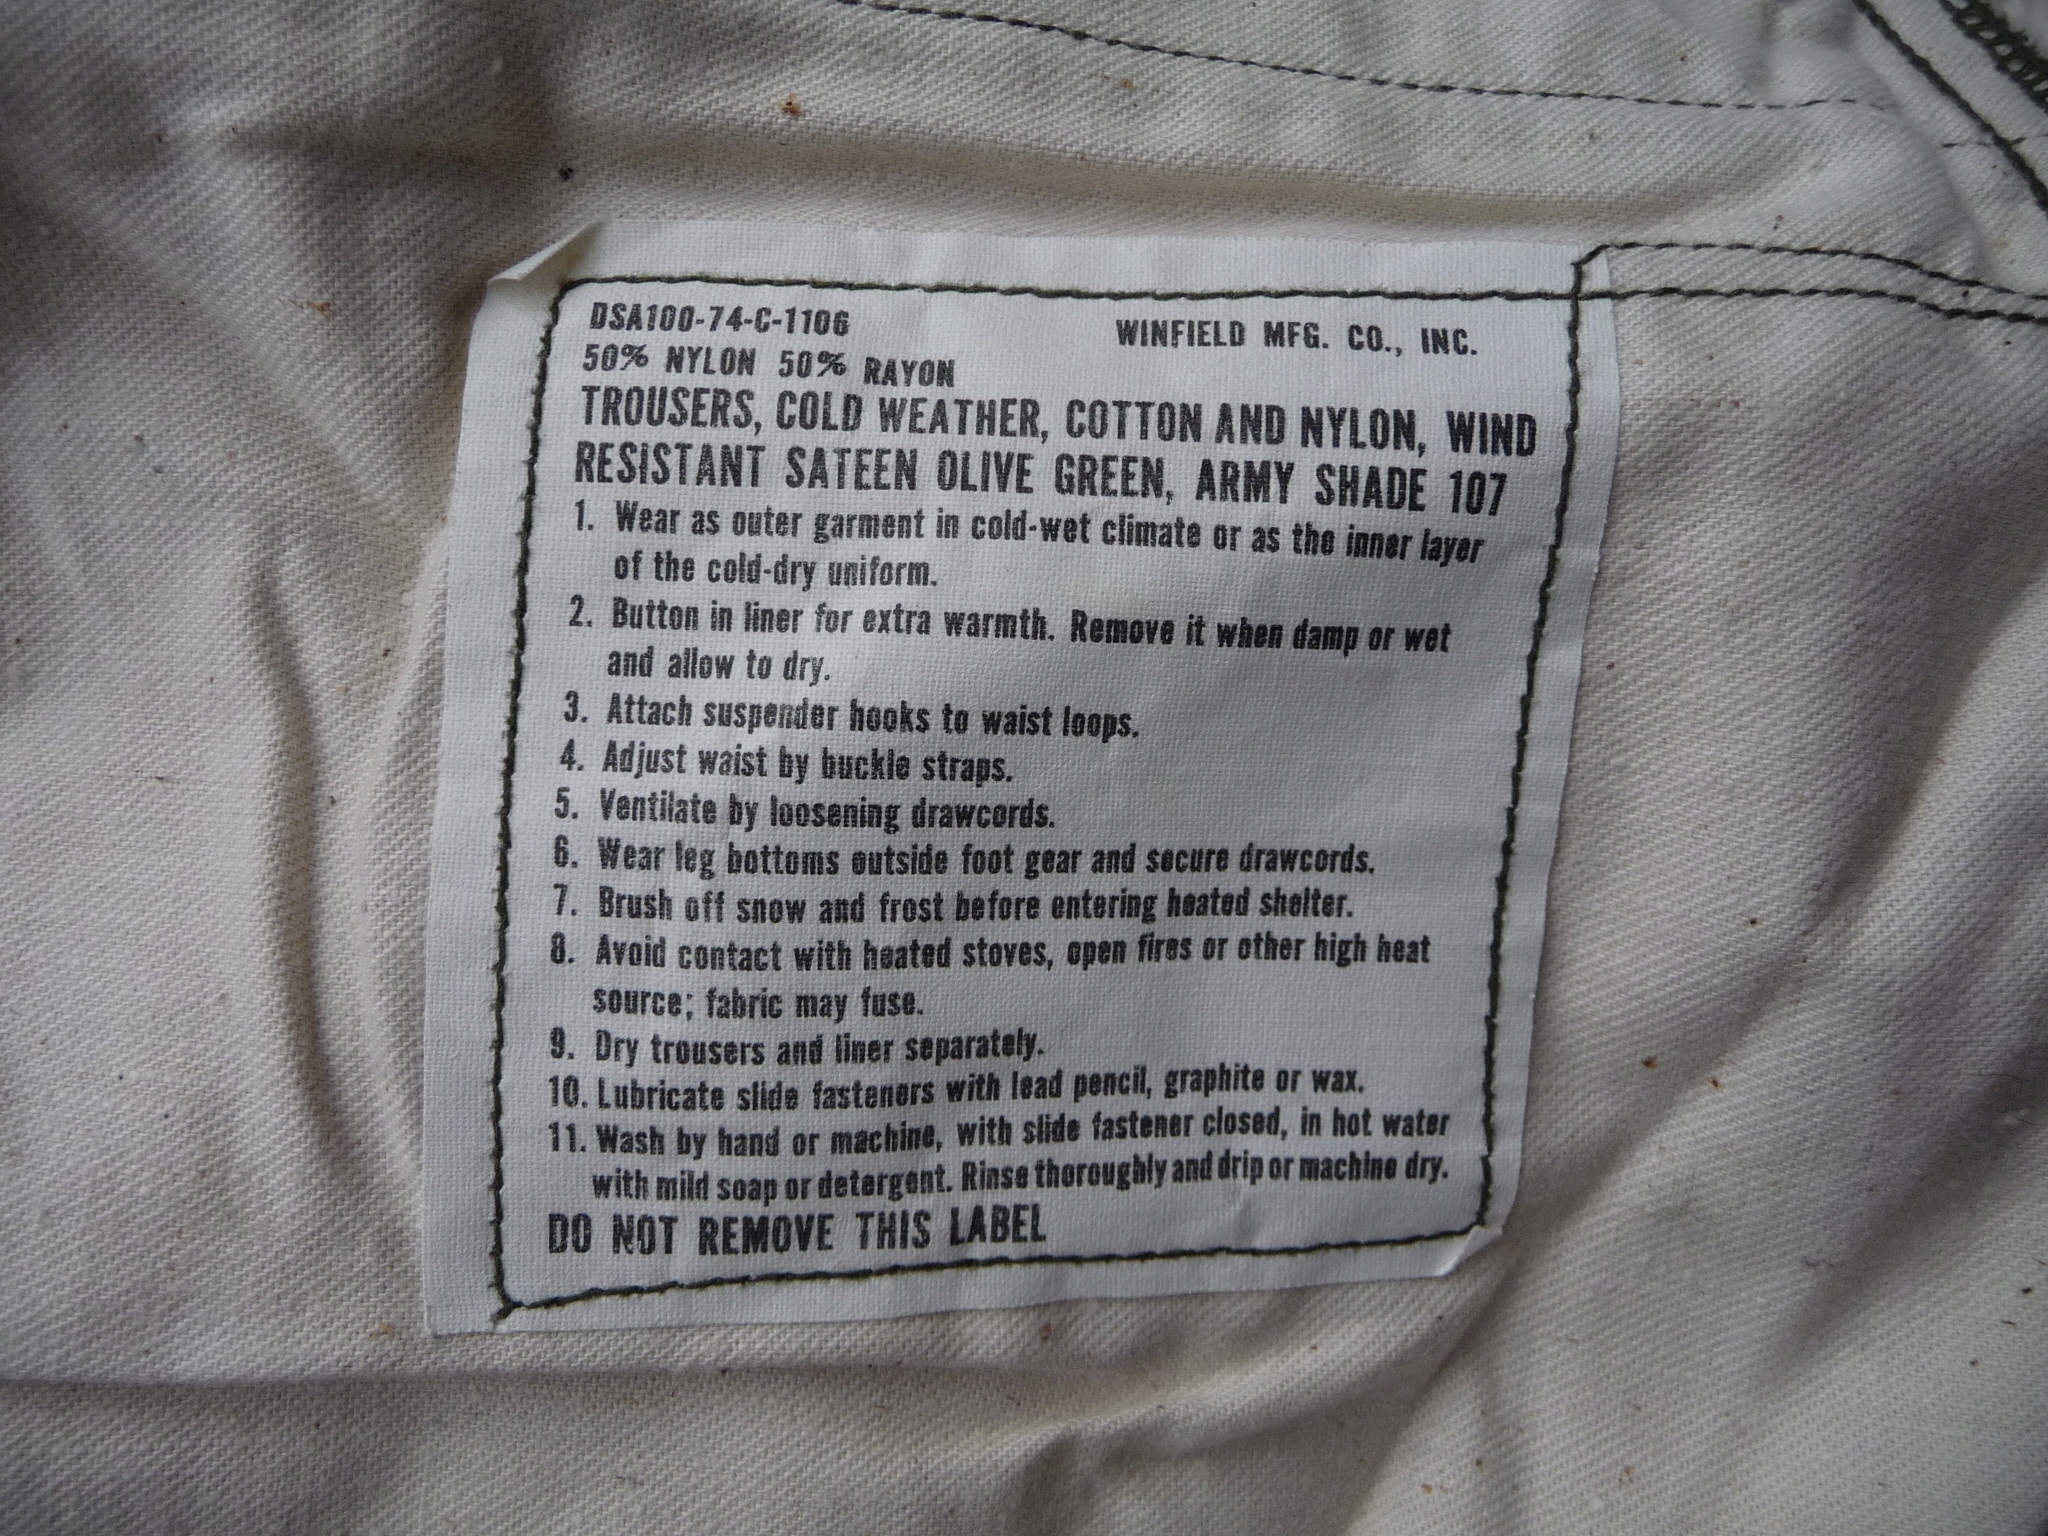 DSA100-74-C-1106 WINFIELD MFG. CO., INC.
50% NYLON 50% RAYON
TROUSERS, COLD WEATHER, COTTON AND NYLON, WIND
RESISTANT SATEEN OLIVE GREEN, ARMY SHADE 107
1. Wear as outer garment in cold-wet climate or as the inner layer
of the cold-dry uniform.
2. Button in liner for extra warmth. Remove it when damp or wet
and allow to dry.
3. Attach suspender hooks to waist loops.
4. Adjust waist by buckle straps.
5. Ventilate by loosening drawcords.
6. Wear leg bottoms outside foot gear and secure drawcords.
7. Brush off snow and frost before entering heated shelter.
8. Avoid contact with heated stoves, open fires or other high heat
source; fabric may fuse.
9. Dry trousers and liner separately.
10. Lubricate slide fasteners with lead pencil, graphite or wax.
11. Wash by hand or machine, with slide fastener closed, in hot water
with mild soap or detergent. Rinse thoroughly and drip or machine dry.
DO NOT REMOVE THIS LABEL